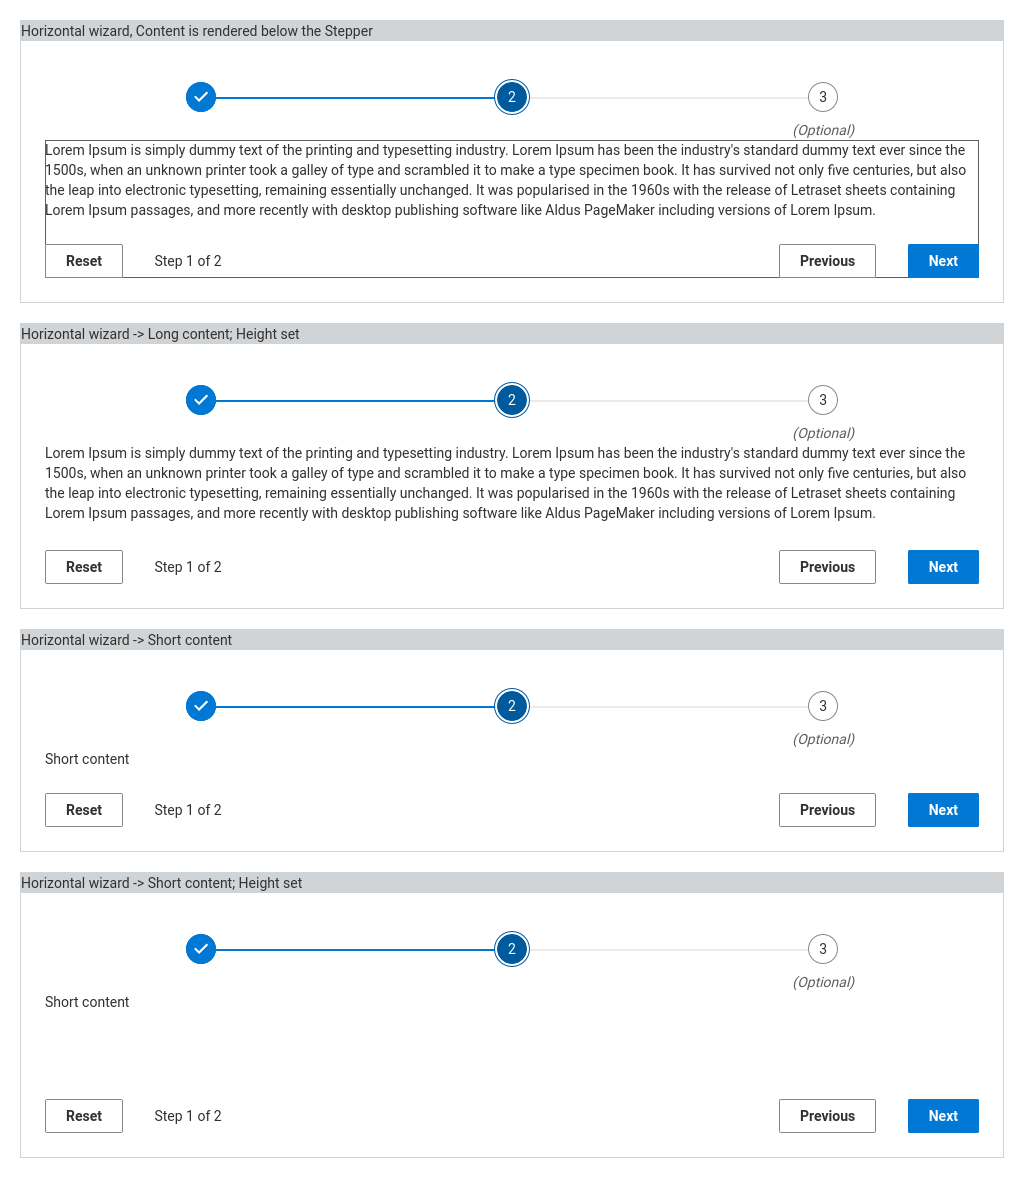 Horizontal wizard, Content is rendered below the Stepper
2
3
(Optional)
Lorem Ipsum is simply dummy text of the printing and typesetting industry. Lorem Ipsum has been the industry's standard dummy text ever since the
1500s, when an unknown printer took a galley of type and scrambled it to make a type specimen book. It has survived not only five centuries, but also
the leap into electronic typesetting, remaining essentially unchanged. It was popularised in the 1960s with the release of Letraset sheets containing
Lorem Ipsum passages, and more recently with desktop publishing software like Aldus PageMaker including versions of Lorem Ipsum.
Reset Step 1 of 2 Previous Next
Horizontal wizard -> Long content; Height set
2
3
(Optional)
Lorem Ipsum is simply dummy text of the printing and typesetting industry. Lorem Ipsum has been the industry's standard dummy text ever since the
1500s, when an unknown printer took a galley of type and scrambled it to make a type specimen book. It has survived not only five centuries, but also
the leap into electronic typesetting, remaining essentially unchanged. It was popularised in the 1960s with the release of Letraset sheets containing
Lorem Ipsum passages, and more recently with desktop publishing software like Aldus PageMaker including versions of Lorem Ipsum.
Reset Step 1 of 2 Previous Next
Horizontal wizard -> Short content
2
3
(Optional)
Short content
Reset Step 1 of 2 Previous Next
Horizontal wizard -> Short content; Height set
2
3
(Optional)
Short content
Reset Step 1 of 2 Previous Next